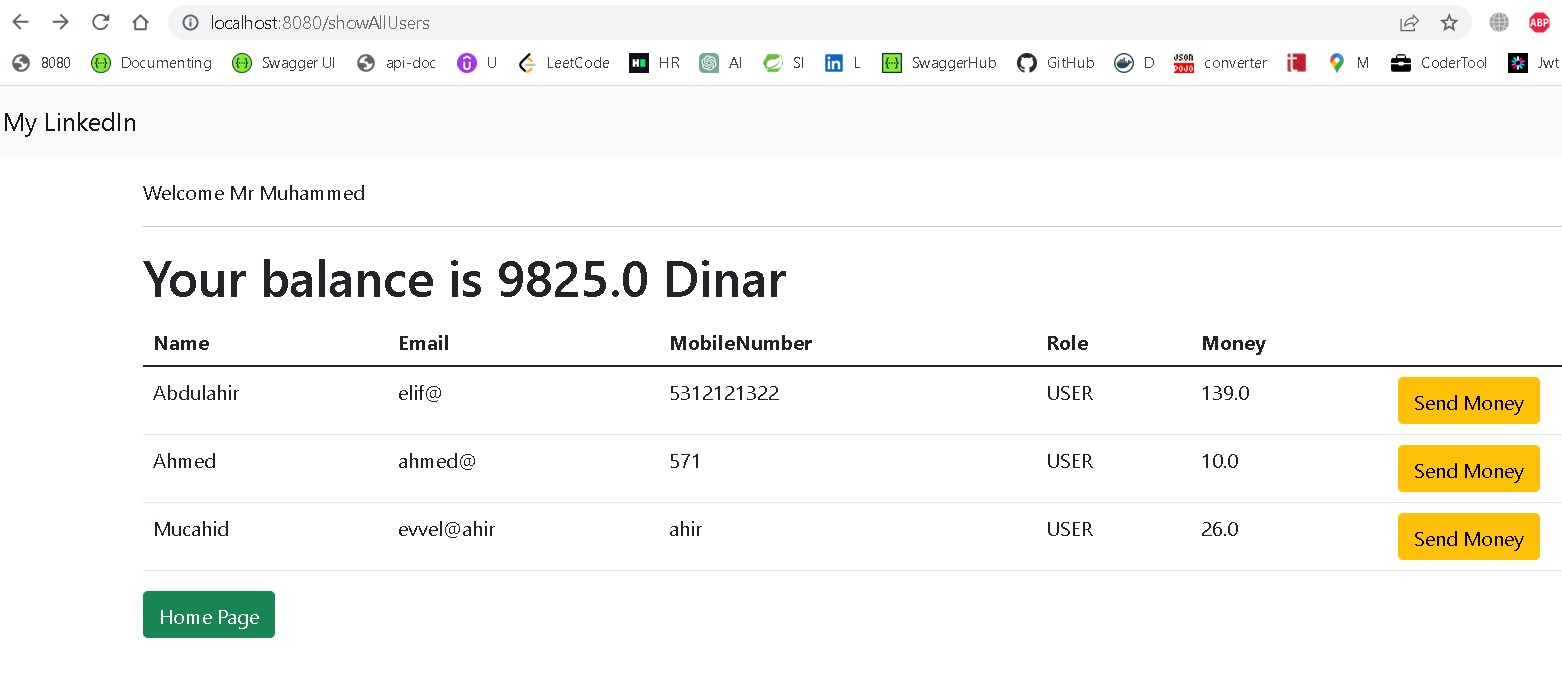 localhost:8080/showAllUsers ABP
8080 Documenting Swagger UI api-doc U LeetCode HR AI SI L SwaggerHub GitHub D converter M CoderTool Jwt
My LinkedIn
Welcome Mr Muhammed
Your balance is 9825.0 Dinar
Name Email MobileNumber Role Money
Abdulahir elif@ 5312121322 USER 139.0 Send Money
Ahmed ahmed@ 571 USER 10.0 Send Money
Mucahid evvel@ahir ahir USER 26.0 Send Money
Home Page